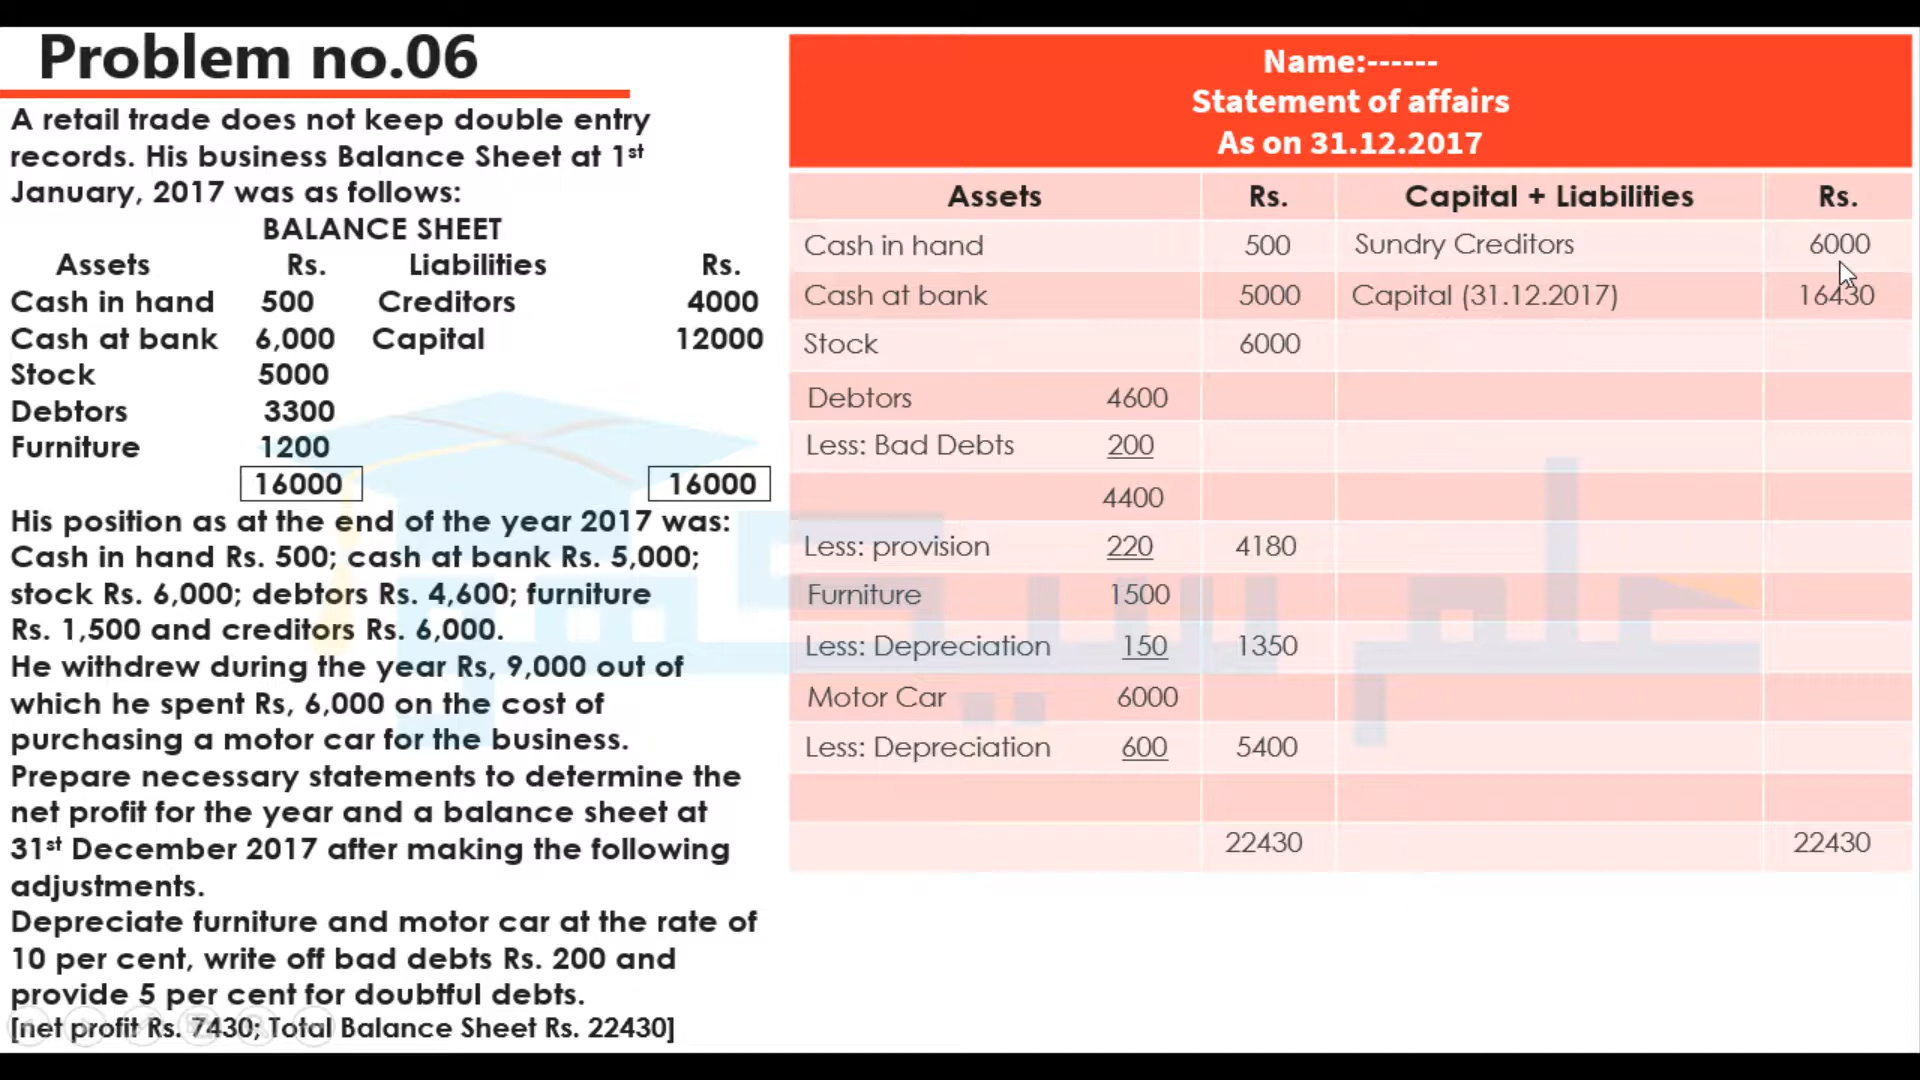 Problem no.06
A retail trade does not keep double entry
records. His business Balance Sheet at 1st
January, 2017 was as follows:
BALANCE SHEET
Assets Rs. Liabilities Rs.
Cash in hand 500 Creditors 4000
Cash at bank 6,000 Capital 12000
Stock 5000
Debtors 3300
Furniture 1200
16000 16000
His position as at the end of the year 2017 was:
Cash in hand Rs. 500; cash at bank Rs. 5,000;
stock Rs. 6,000; debtors Rs. 4,600; furniture
Rs. 1,500 and creditors Rs. 6,000.
He withdrew during the year Rs, 9,000 out of
which he spent Rs, 6,000 on the cost of
purchasing a motor car for the business.
Prepare necessary statements to determine the
net profit for the year and a balance sheet at
31st December 2017 after making the following
adjustments.
Depreciate furniture and motor car at the rate of
10 per cent, write off bad debts Rs. 200 and
provide 5 per cent for doubtful debts.
[net profit Rs. 7430; Total Balance Sheet Rs. 22430]
Name:------
Statement of affairs
As on 31.12.2017
Assets Rs. Capital + Liabilities Rs.
Cash in hand 500 Sundry Creditors 6000
Cash at bank 5000 Capital (31.12.2017) 16430
Stock 6000
Debtors 4600
Less: Bad Debts 200
4400
Less: provision 220 4180
Furniture 1500
Less: Depreciation 150 1350
Motor Car 6000
Less: Depreciation 600 5400
22430 22430